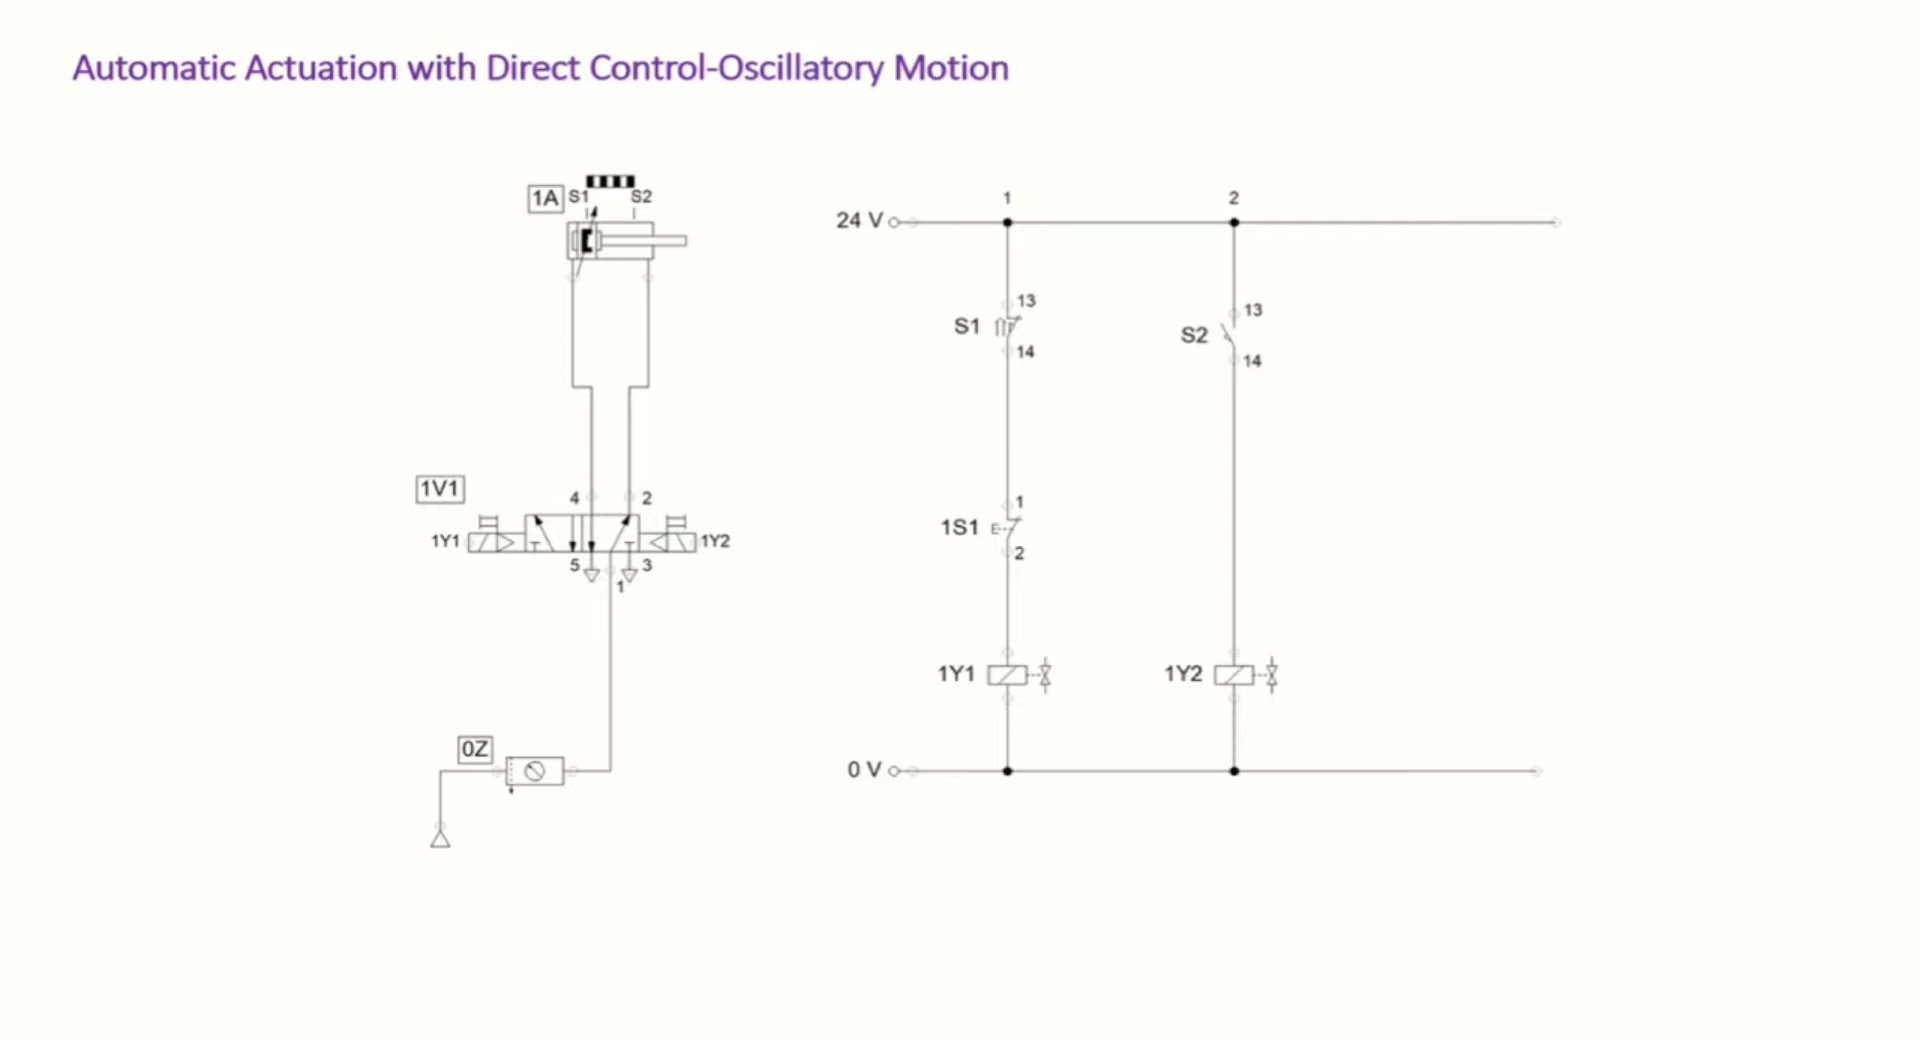 Automatic Actuation with Direct Control-Oscillatory Motion
1A S1 S2
1 2
24 V
13
S1
14
13
S2
14
1V1
4 2
1Y1 1Y2
5 3
1
1
1S1
2
1Y1 1Y2
0Z
0 V